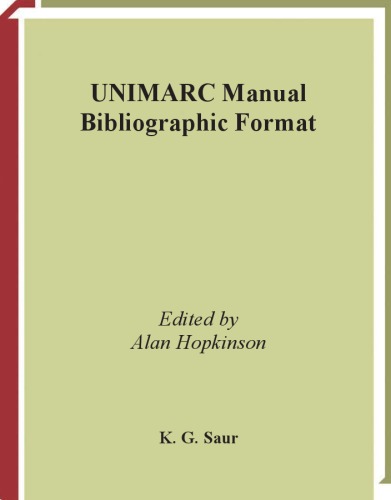 UNIMARC Manual
Bibliographic Format
Edited by
Alan Hopkinson
K. G. Saur